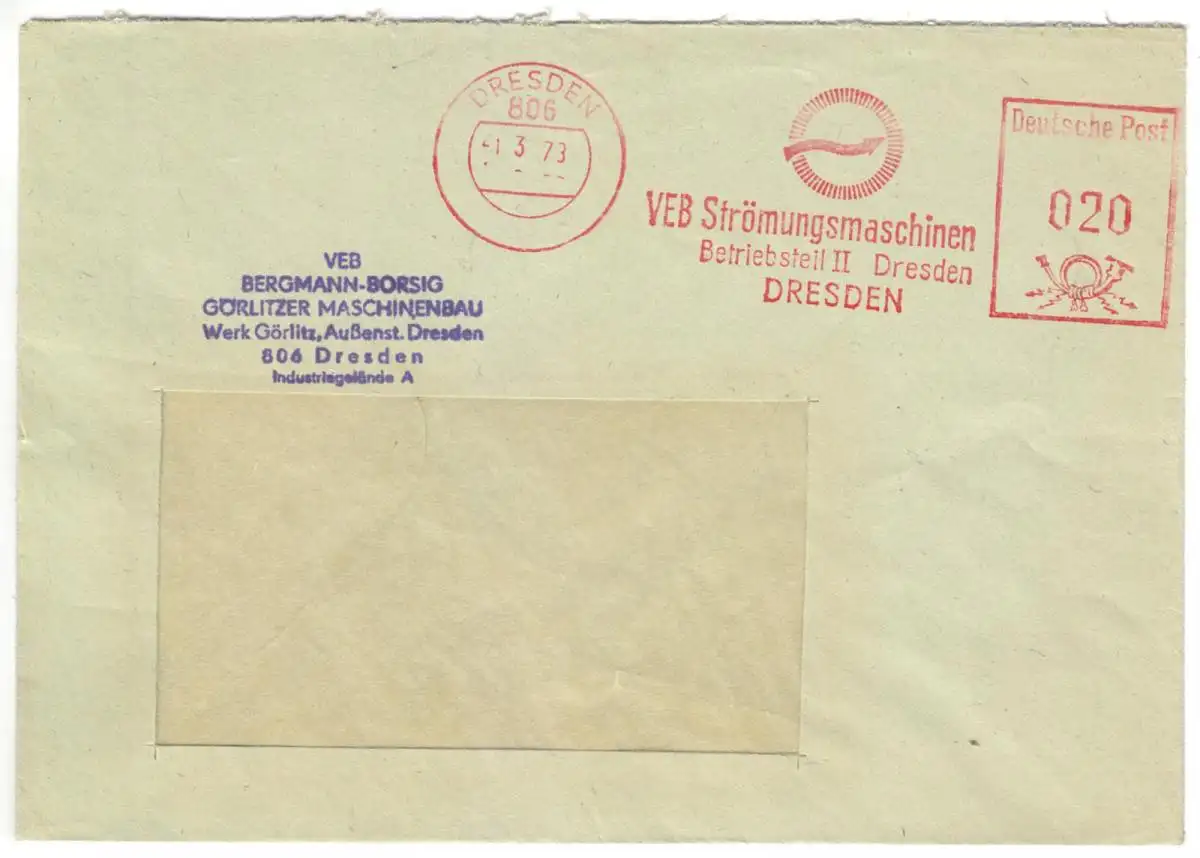 DRESDEN
806
1 3 73
VEB Strömungsmaschinen
Betriebsteil II Dresden
DRESDEN
Deutsche Post
020
VEB
BERGMANN-BORSIG
GÖRLITZER MASCHINENBAU
Werk Görlitz, Außenst. Dresden
806 Dresden
Industriegelände A